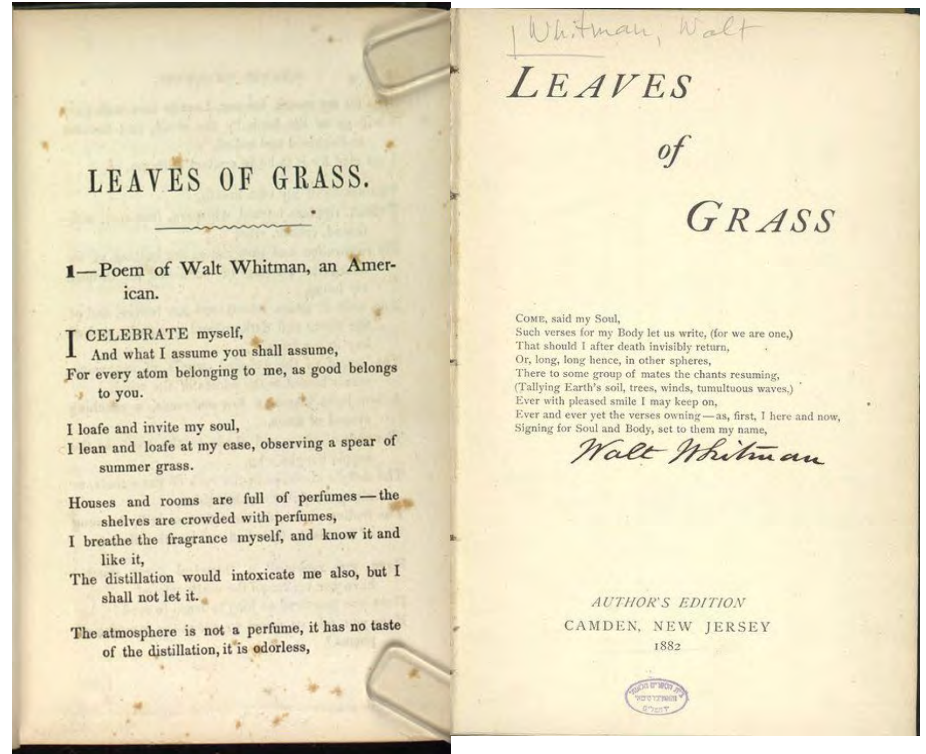 LEAVES OF GRASS.
1—Poem of Walt Whitman, an Amer-
ican.
I CELEBRATE myself,
And what I assume you shall assume,
For every atom belonging to me, as good belongs
to you.
I loafe and invite my soul,
I lean and loafe at my ease, observing a spear of
summer grass.
Houses and rooms are full of perfumes—the
shelves are crowded with perfumes,
I breathe the fragrance myself, and know it and
like it,
The distillation would intoxicate me also, but I
shall not let it.
The atmosphere is not a perfume, it has no taste
of the distillation, it is odorless,
Whitman, Walt
LEAVES
of
GRASS
COME, said my Soul,
Such verses for my Body let us write, (for we are one,)
That should I after death invisibly return,
Or, long, long hence, in other spheres,
There to some group of mates the chants resuming,
(Tallying Earth's soil, trees, winds, tumultuous waves,)
Ever with pleased smile I may keep on,
Ever and ever yet the verses owning—as, first, I here and now,
Signing for Soul and Body, set to them my name,
Walt Whitman
AUTHOR'S EDITION
CAMDEN, NEW JERSEY
1882